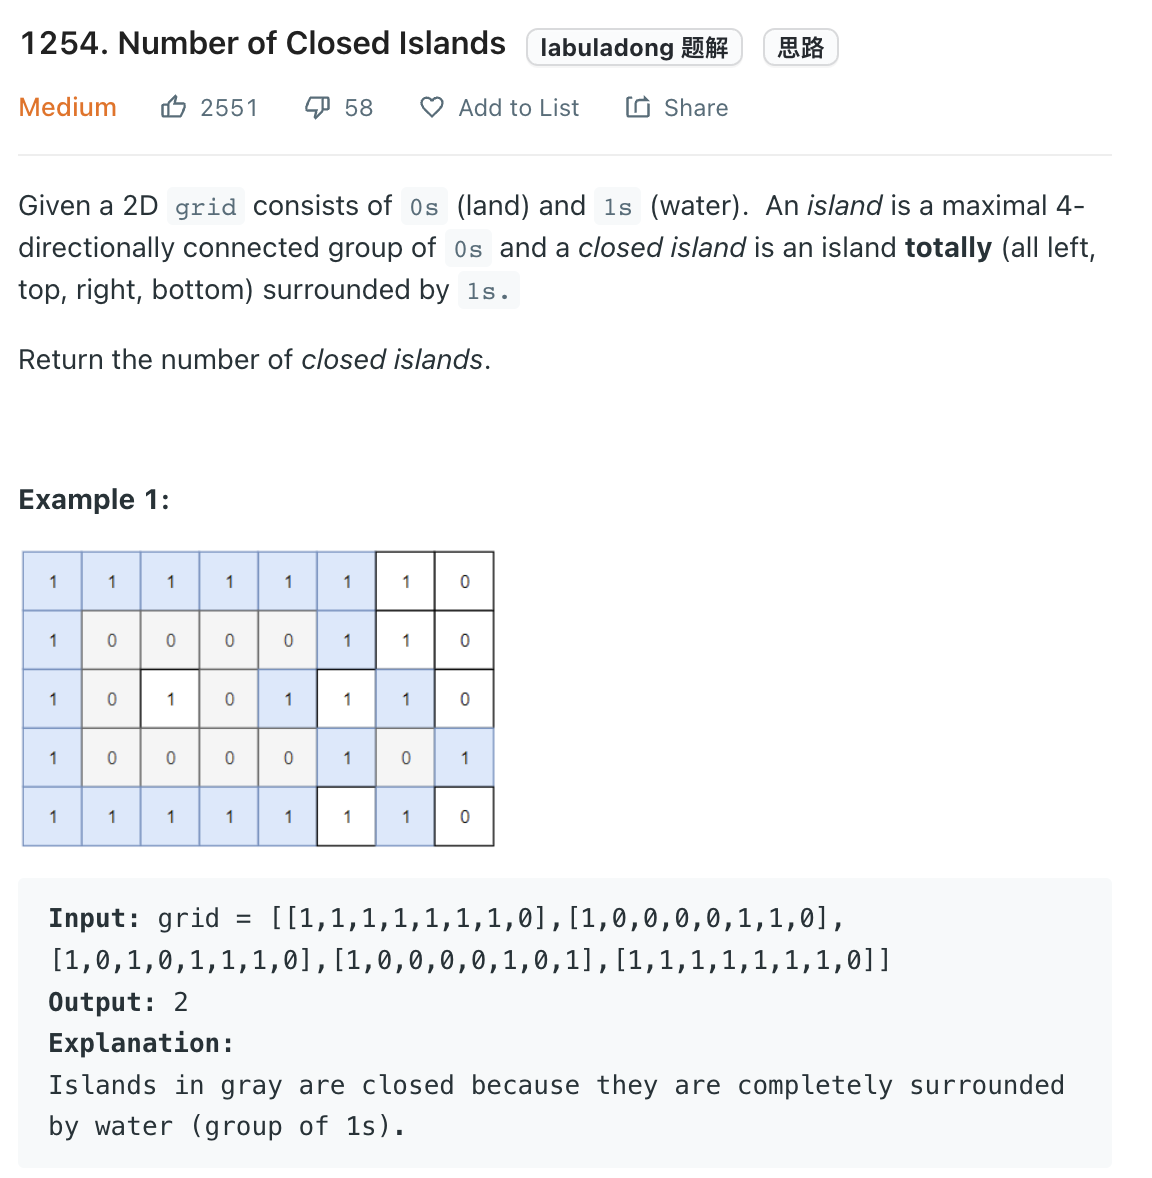 1254. Number of Closed Islands labuladong 题解 思路
Medium 2551 58 Add to List Share
Given a 2D grid consists of 0s (land) and 1s (water). An island is a maximal 4-
directionally connected group of 0s and a closed island is an island totally (all left,
top, right, bottom) surrounded by 1s.
Return the number of closed islands.
Example 1:
1 1 1 1 1 1 1 0
1 0 0 0 0 1 1 0
1 0 1 0 1 1 1 0
1 0 0 0 0 1 0 1
1 1 1 1 1 1 1 0
Input: grid = [[1,1,1,1,1,1,1,0],[1,0,0,0,0,1,1,0],
[1,0,1,0,1,1,1,0],[1,0,0,0,0,1,0,1],[1,1,1,1,1,1,1,0]]
Output: 2
Explanation:
Islands in gray are closed because they are completely surrounded
by water (group of 1s).